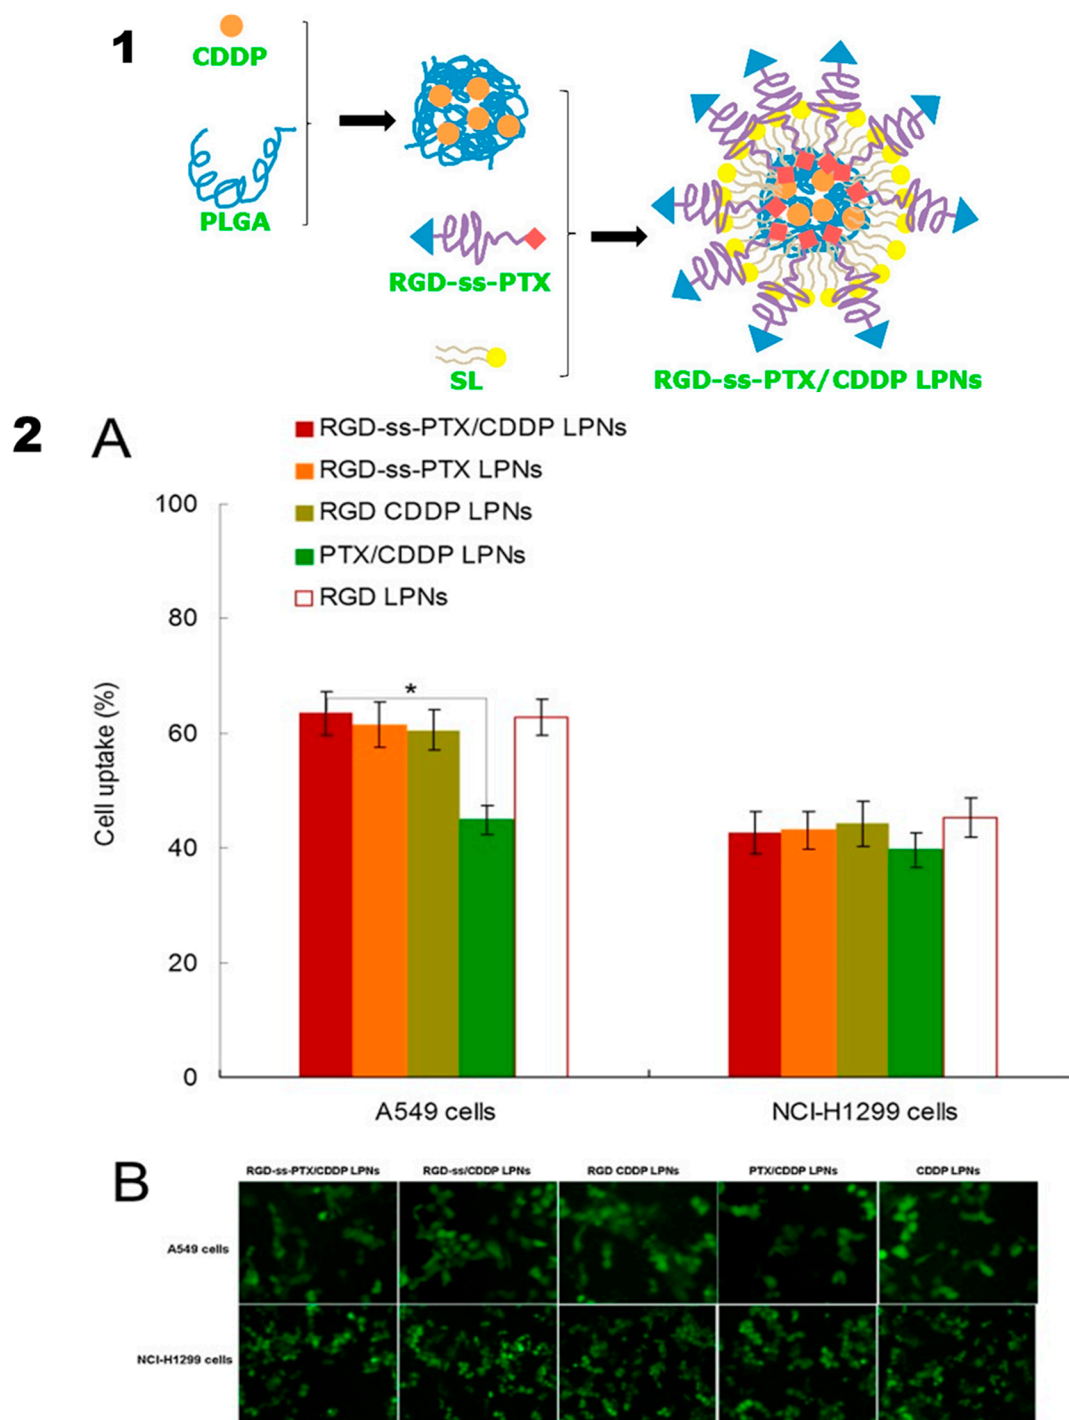 1
CDDP
PLGA
RGD-ss-PTX
SL
RGD-ss-PTX/CDDP LPNs
2
A
RGD-ss-PTX/CDDP LPNs
RGD-ss-PTX LPNs
RGD CDDP LPNs
PTX/CDDP LPNs
RGD LPNs
Cell uptake (%)
100
80
60
40
20
0
*
A549 cells
NCI-H1299 cells
B
RGD-ss-PTX/CDDP LPNs RGD-ss/CDDP LPNs RGD CDDP LPNs PTX/CDDP LPNs CDDP LPNs
A549 cells
NCI-H1299 cells